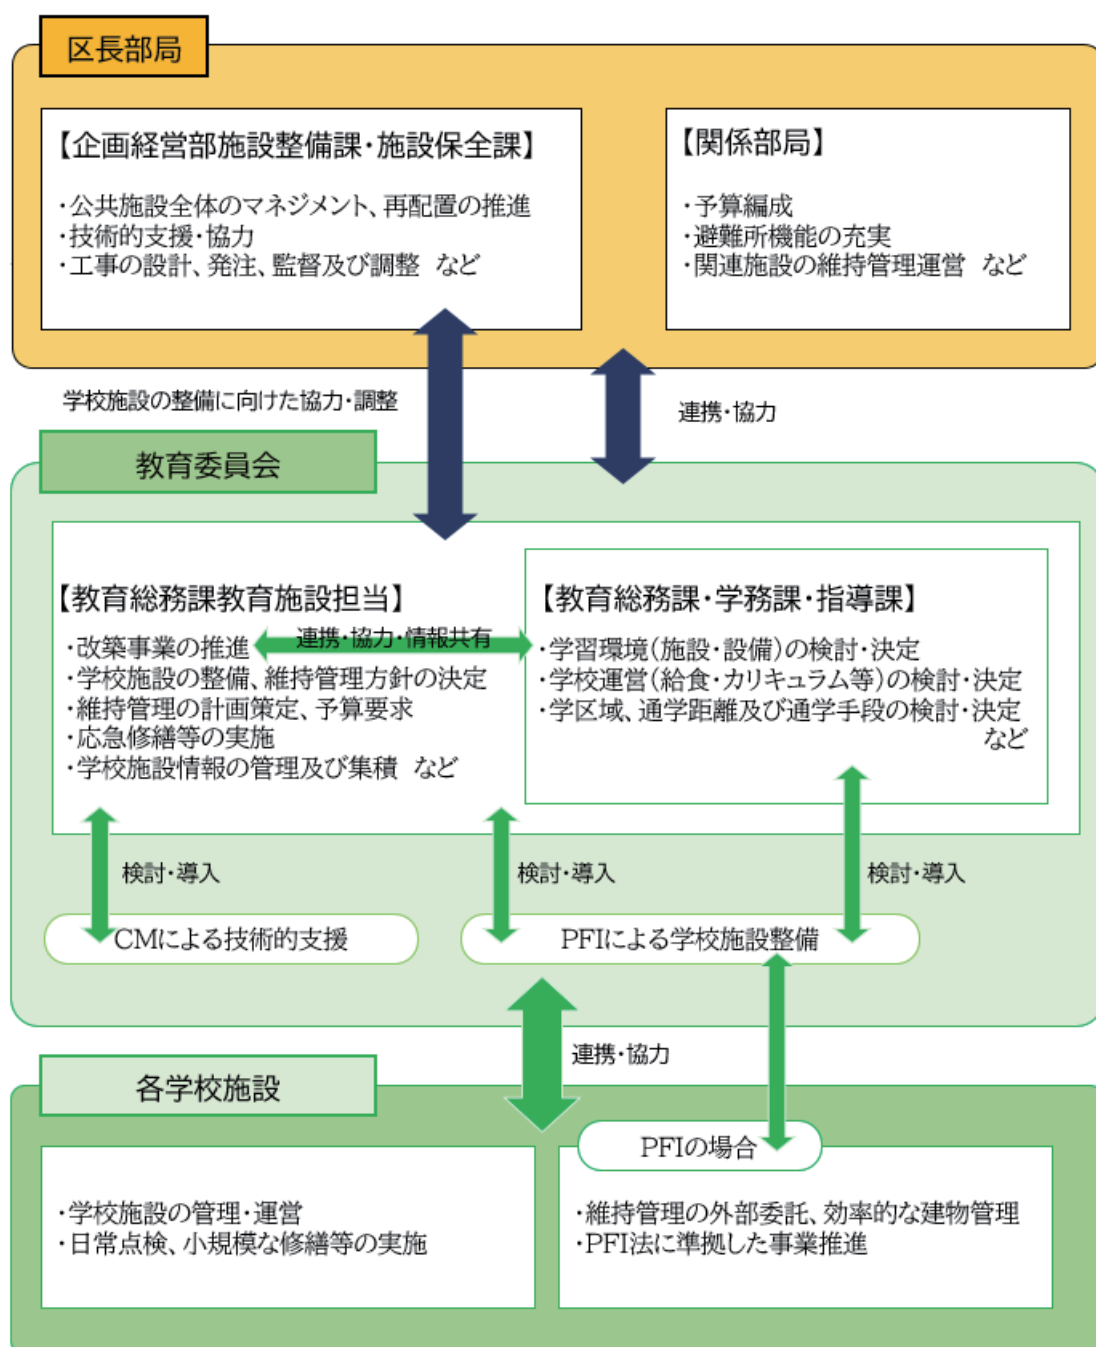 区長部局
【企画経営部施設整備課・施設保全課】
・公共施設全体のマネジメント、再配置の推進
・技術的支援・協力
・工事の設計、発注、監督及び調整　など
【関係部局】
・予算編成
・避難所機能の充実
・関連施設の維持管理運営　など
学校施設の整備に向けた協力・調整
連携・協力
教育委員会
【教育総務課教育施設担当】
・改築事業の推進
・学校施設の整備、維持管理方針の決定
・維持管理の計画策定、予算要求
・応急修繕等の実施
・学校施設情報の管理及び集積　など
連携・協力・情報共有
【教育総務課・学務課・指導課】
・学習環境（施設・設備）の検討・決定
・学校運営（給食・カリキュラム等）の検討・決定
・学区域、通学距離及び通学手段の検討・決定
など
検討・導入
検討・導入
検討・導入
CMによる技術的支援
PFIによる学校施設整備
連携・協力
各学校施設
・学校施設の管理・運営
・日常点検、小規模な修繕等の実施
PFIの場合
・維持管理の外部委託、効率的な建物管理
・PFI法に準拠した事業推進